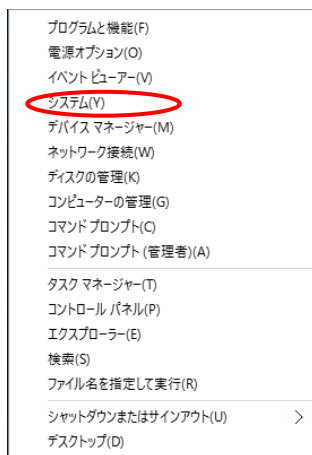 プログラムと機能(F)
電源オプション(O)
イベント ビューアー(V)
システム(Y)
デバイス マネージャー(M)
ネットワーク接続(W)
ディスクの管理(K)
コンピューターの管理(G)
コマンド プロンプト(C)
コマンド プロンプト (管理者)(A)
タスク マネージャー(T)
コントロール パネル(P)
エクスプローラー(E)
検索(S)
ファイル名を指定して実行(R)
シャットダウンまたはサインアウト(U)
デスクトップ(D)